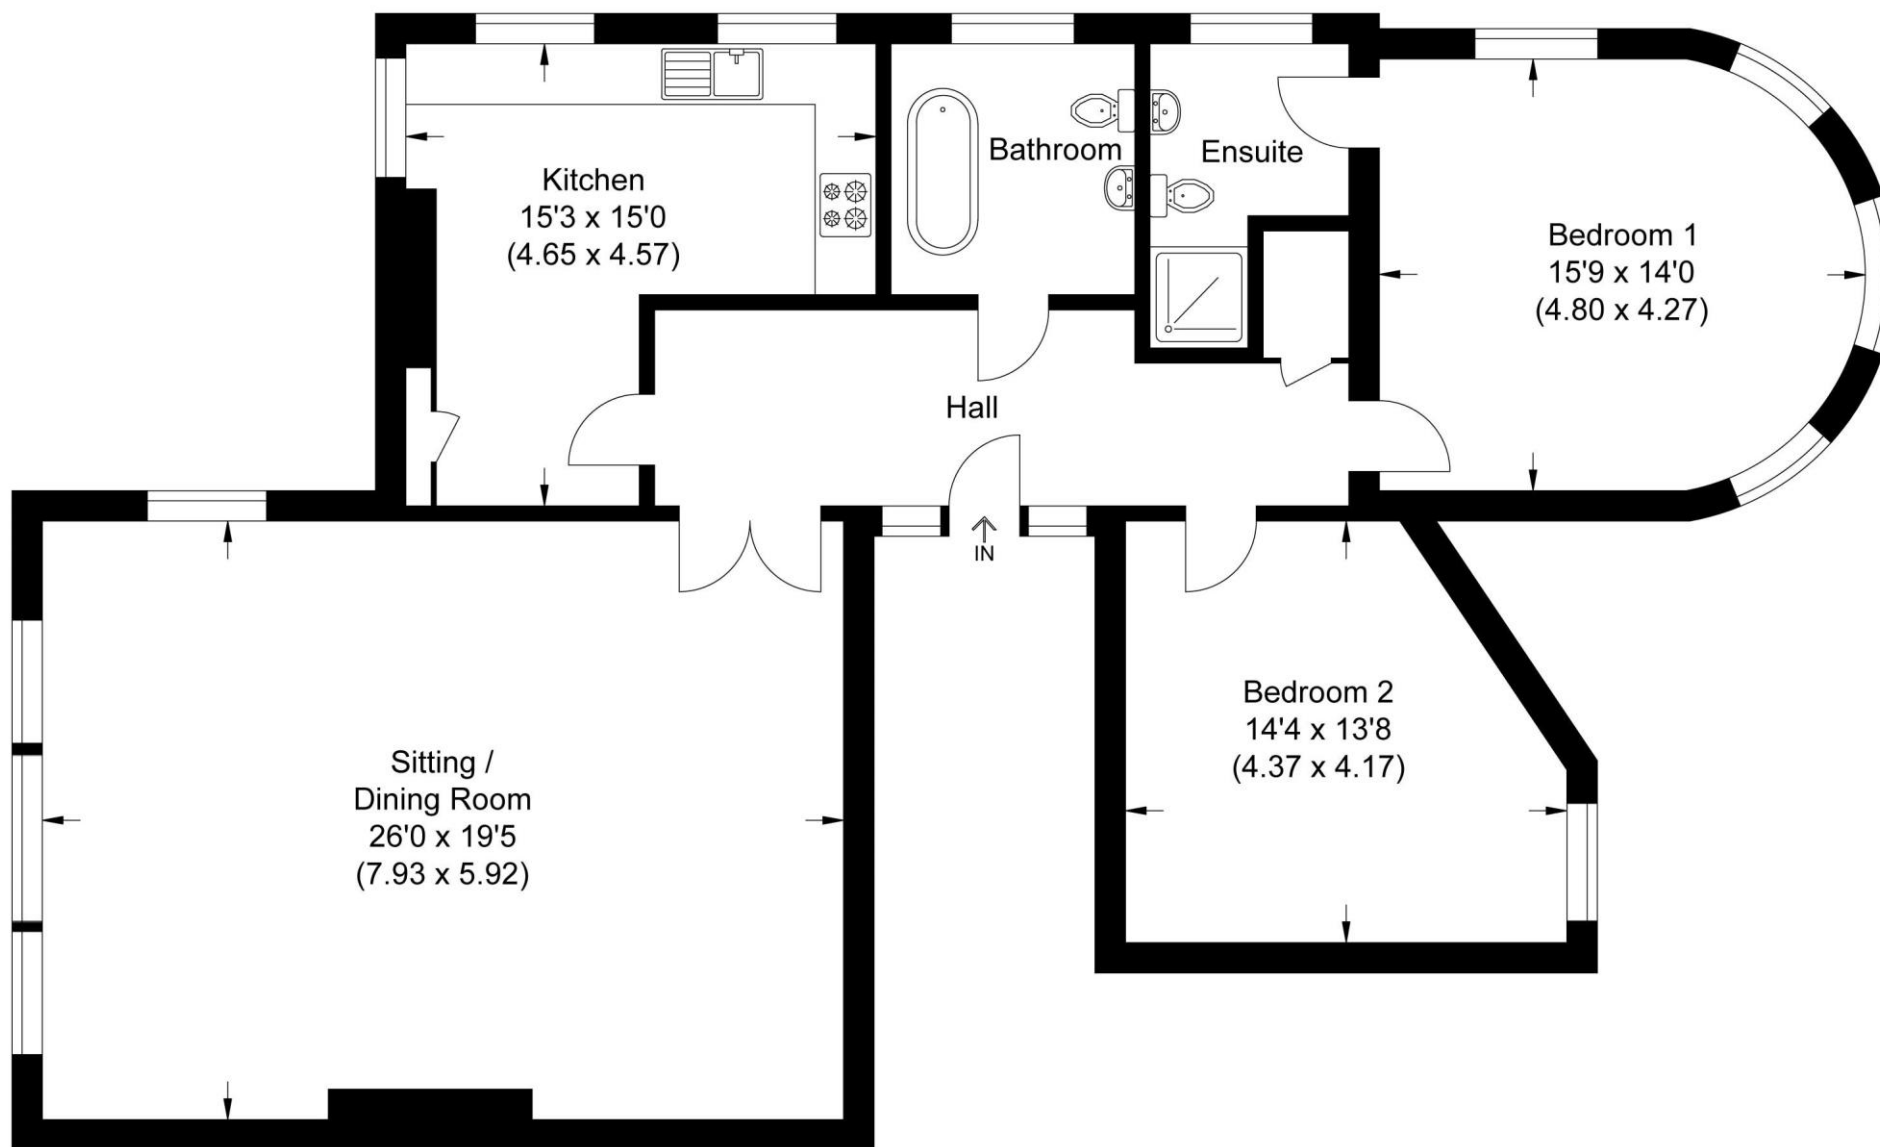 Kitchen
15'3 x 15'0
(4.65 x 4.57)
Bathroom
Ensuite
Bedroom 1
15'9 x 14'0
(4.80 x 4.27)
Hall
IN
Sitting /
Dining Room
26'0 x 19'5
(7.93 x 5.92)
Bedroom 2
14'4 x 13'8
(4.37 x 4.17)